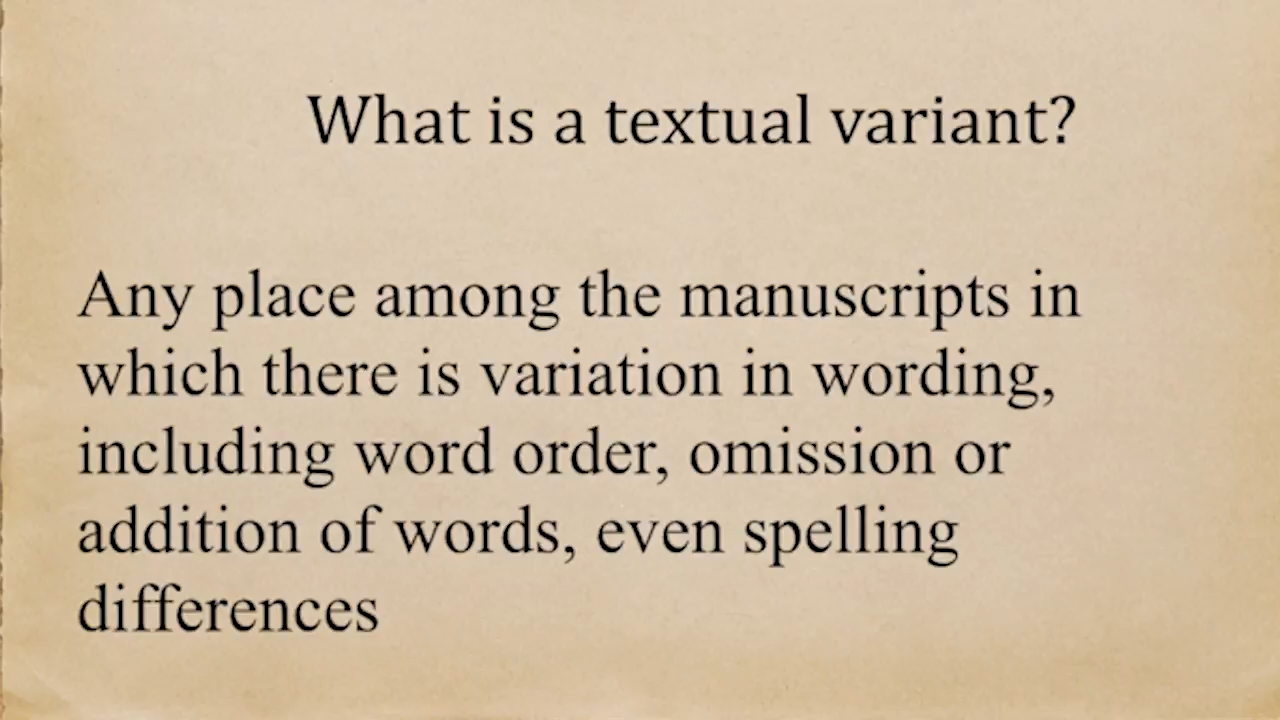 What is a textual variant?
Any place among the manuscripts in
which there is variation in wording,
including word order, omission or
addition of words, even spelling
differences